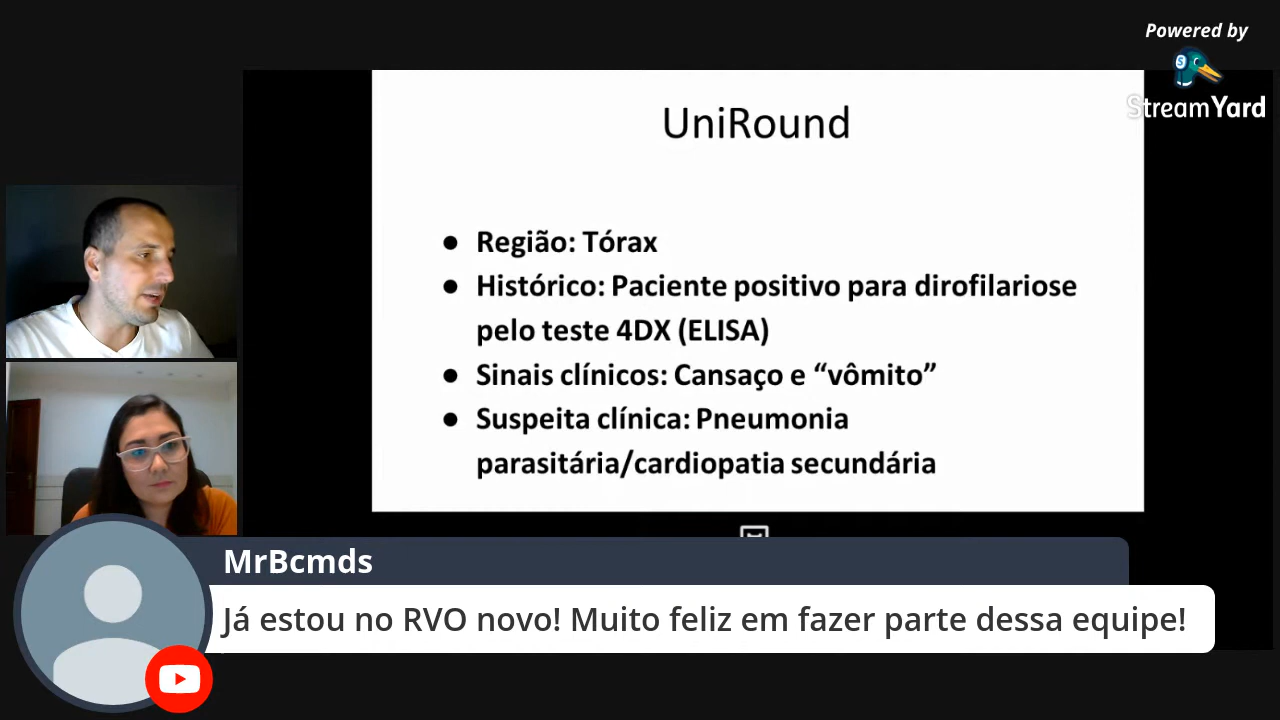 Powered by
StreamYard
UniRound
● Região: Tórax
● Histórico: Paciente positivo para dirofilariose
pelo teste 4DX (ELISA)
● Sinais clínicos: Cansaço e “vômito”
● Suspeita clínica: Pneumonia
parasitária/cardiopatia secundária
MrBcmds
Já estou no RVO novo! Muito feliz em fazer parte dessa equipe!